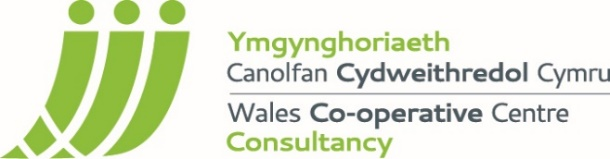 Ymgynghoriaeth
Canolfan Cydweithredol Cymru
Wales Co-operative Centre
Consultancy